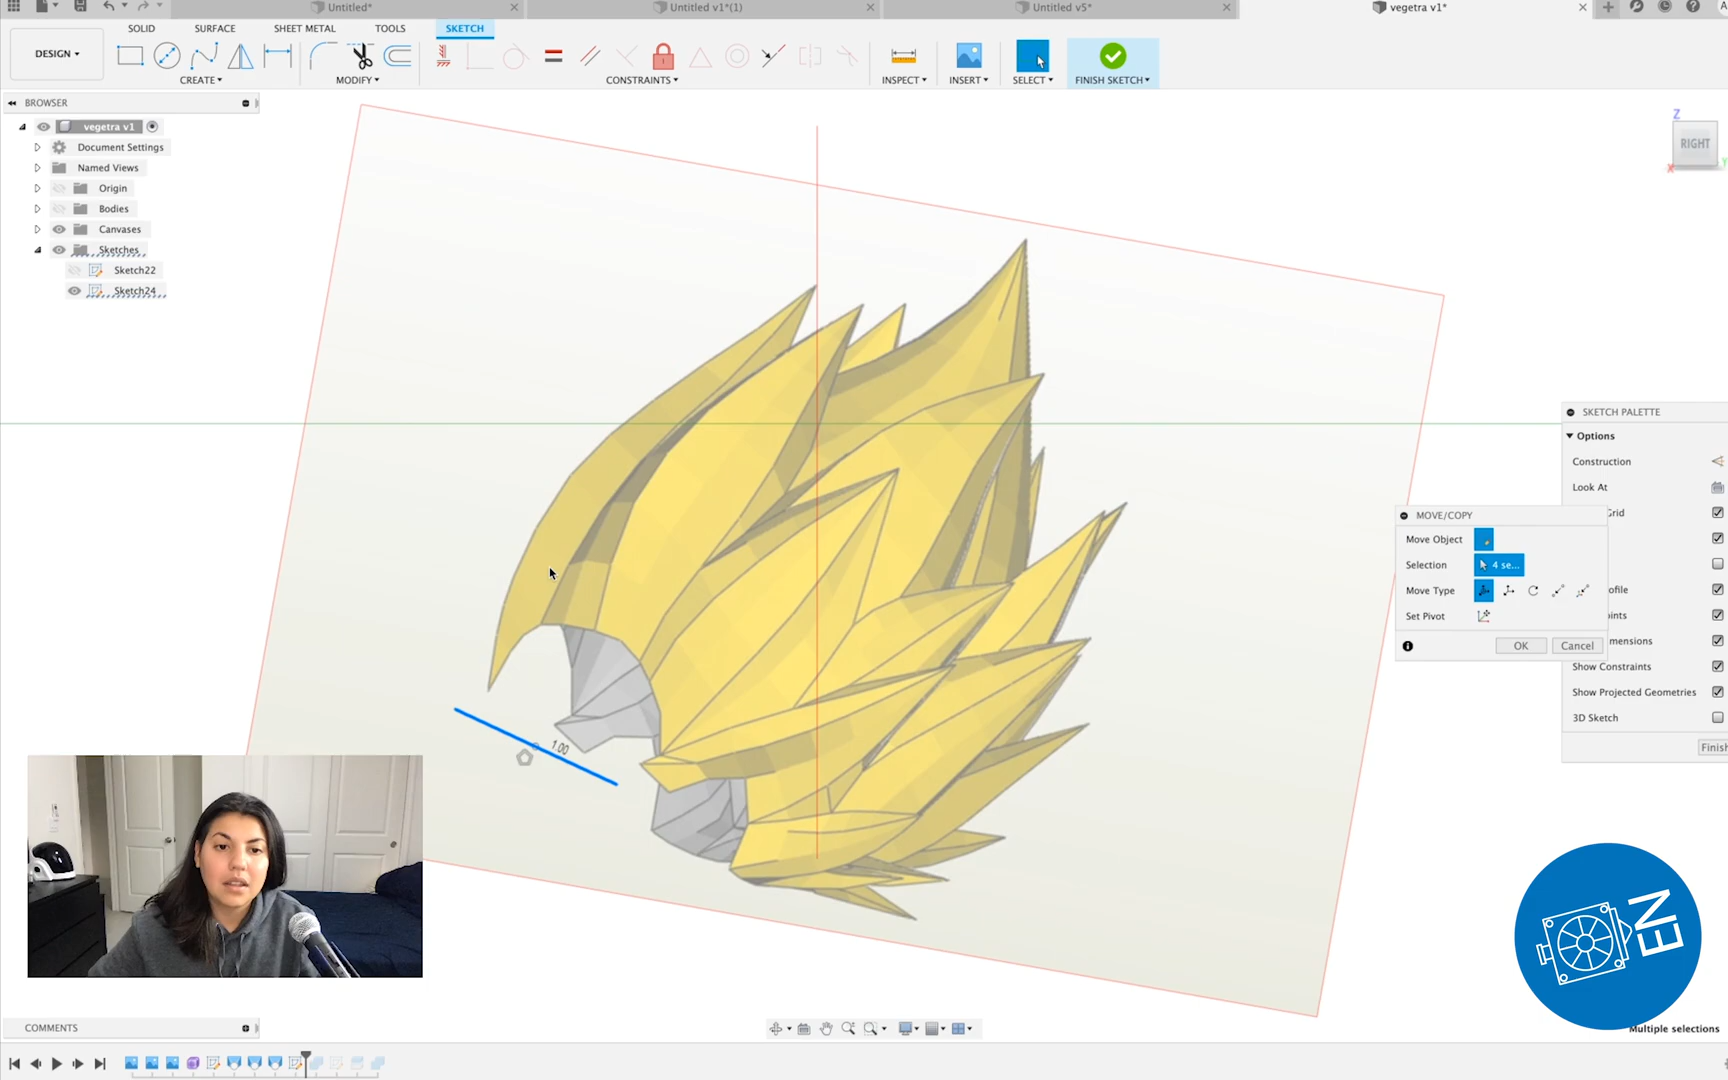 Untitled*
Untitled v1*(1)
Untitled v5*
vegetra v1*
SOLID
SURFACE
SHEET METAL
TOOLS
SKETCH
DESIGN
CREATE
MODIFY
CONSTRAINTS
INSPECT
INSERT
SELECT
FINISH SKETCH
BROWSER
vegetra v1
Document Settings
Named Views
Origin
Bodies
Canvases
Sketches
Sketch22
Sketch24
Z
RIGHT
X
Y
1.00
SKETCH PALETTE
Options
Construction
Look At
Grid
ofile
ints
mensions
Show Constraints
Show Projected Geometries
3D Sketch
Finish
MOVE/COPY
Move Object
Selection
4 se...
Move Type
Set Pivot
OK
Cancel
EN
Multiple selections
COMMENTS